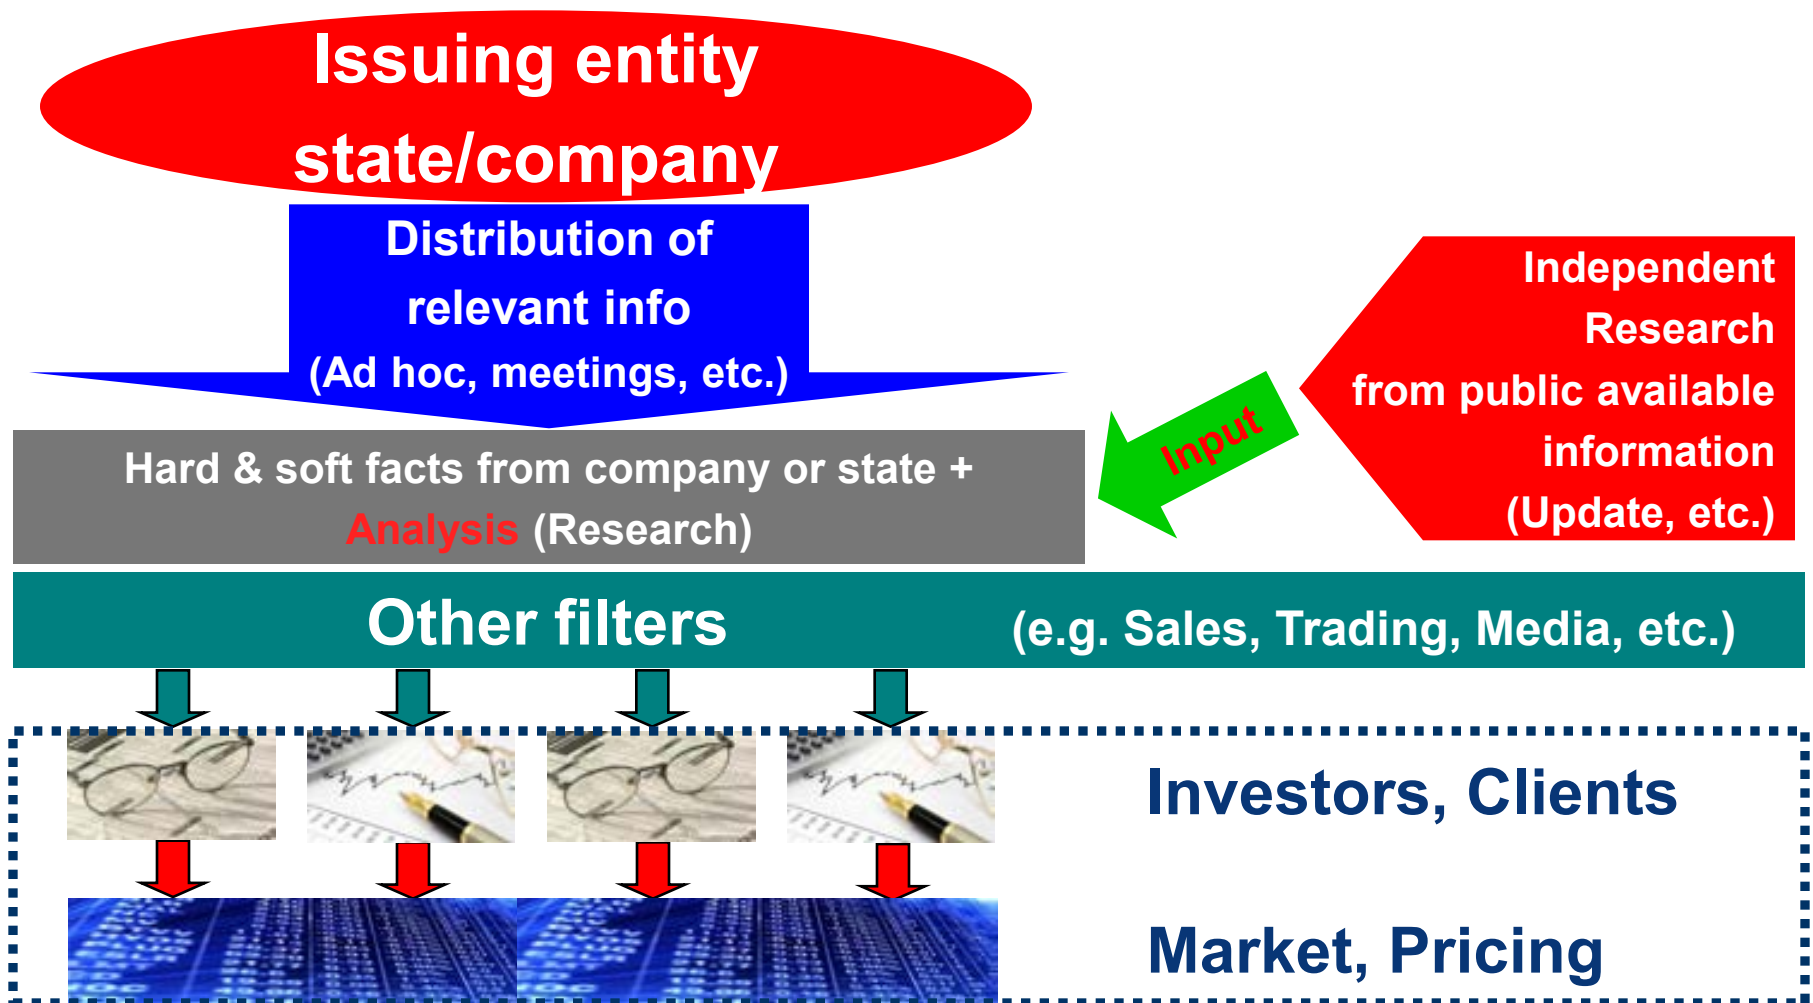 Issuing entity
state/company
Distribution of
relevant info
(Ad hoc, meetings, etc.)
Independent
Research
from public available
information
(Update, etc.)
Input
Hard & soft facts from company or state +
Analysis (Research)
Other filters (e.g. Sales, Trading, Media, etc.)
Investors, Clients
Market, Pricing